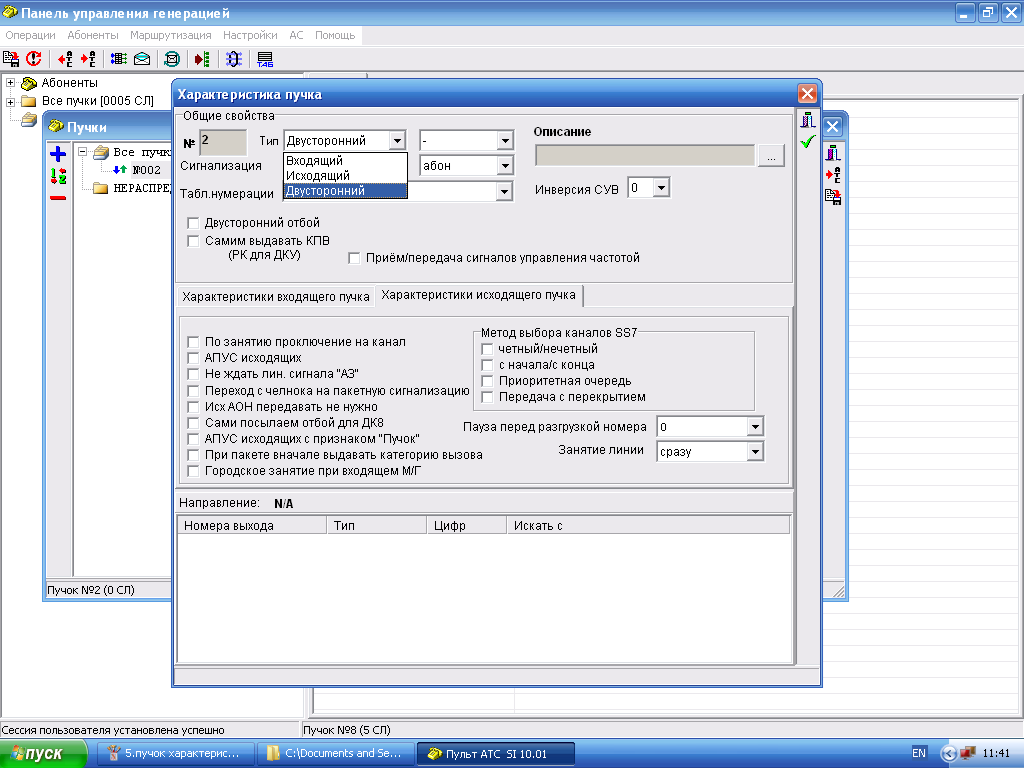 Панель управления генерацией
Операции Абоненты Маршрутизация Настройки АС Помощь
ТАБ
Абоненты
Все пучки [0005 СЛ]
Пучки
Все пучки
№002
НЕРАСПРЕД
Пучок №2 (0 СЛ)
Характеристика пучка
Общие свойства
№ 2 Тип Двусторонний - Описание
Входящий
Исходящий
Двусторонний
Сигнализация абон ...
Табл.нумерации Инверсия СУВ 0
Двусторонний отбой
Самим выдавать КПВ
(РК для ДКУ)
Приём/передача сигналов управления частотой
Характеристики входящего пучка Характеристики исходящего пучка
По занятию проключение на канал
АПУС исходящих
Не ждать лин. сигнала "АЗ"
Переход с челнока на пакетную сигнализацию
Исх АОН передавать не нужно
Сами посылаем отбой для ДК8
АПУС исходящих с признаком "Пучок"
При пакете вначале выдавать категорию вызова
Городское занятие при входящем М/Г
Метод выбора каналов SS7
четный/нечетный
с начала/с конца
Приоритетная очередь
Передача с перекрытием
Пауза перед разгрузкой номера 0
Занятие линии сразу
Направление: N/A
Номера выхода Тип Цифр Искать с
Сессия пользователя установлена успешно Пучок №8 (5 СЛ)
пуск 5.пучок характерис... C:\Documents and Se... Пульт АТС SI 10.01 EN 11:41